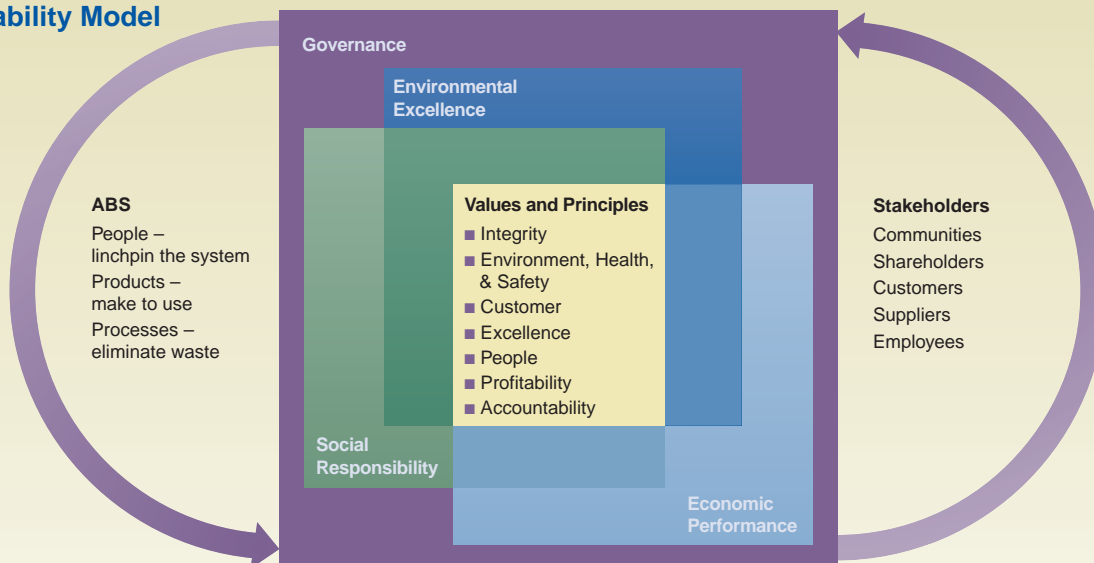 ability Model
Governance
Environmental
Excellence
ABS
People –
linchpin the system
Products –
make to use
Processes –
eliminate waste
Values and Principles
Integrity
Environment, Health,
& Safety
Customer
Excellence
People
Profitability
Accountability
Stakeholders
Communities
Shareholders
Customers
Suppliers
Employees
Social
Responsibility
Economic
Performance